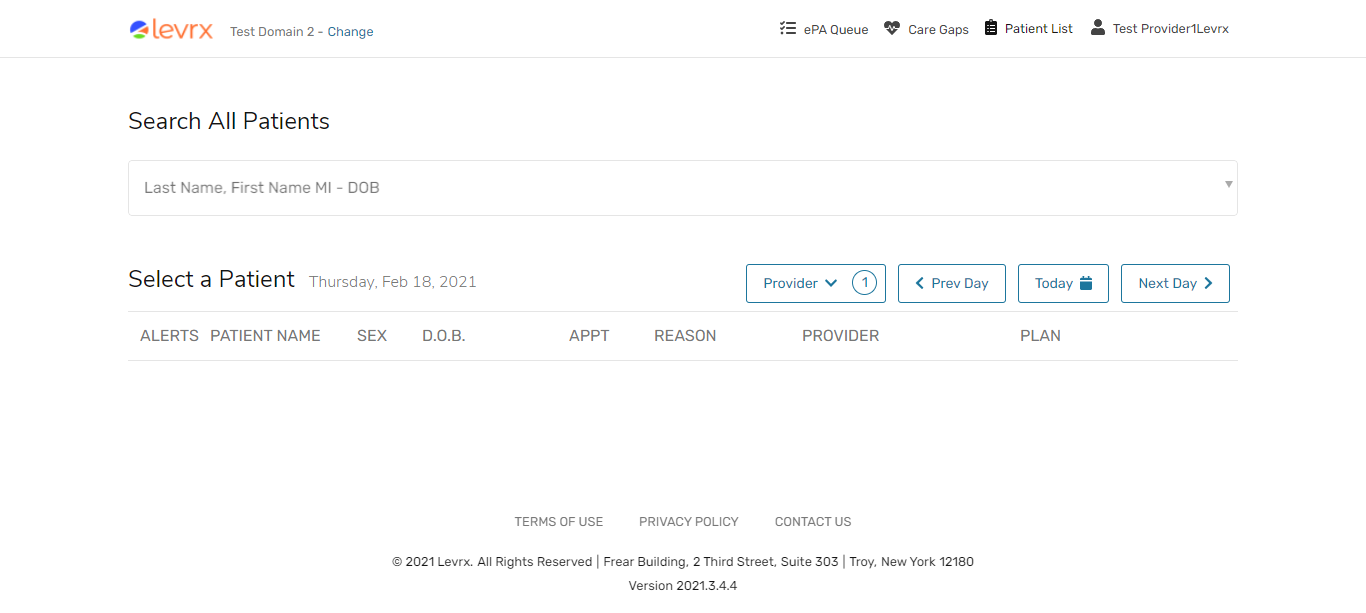 levrx Test Domain 2 - Change ePA Queue Care Gaps Patient List Test Provider1Levrx
Search All Patients
Last Name, First Name MI - DOB
Select a Patient Thursday, Feb 18, 2021 Provider 1 Prev Day Today Next Day
ALERTS PATIENT NAME SEX D.O.B. APPT REASON PROVIDER PLAN
TERMS OF USE PRIVACY POLICY CONTACT US
© 2021 Levrx. All Rights Reserved | Frear Building, 2 Third Street, Suite 303 | Troy, New York 12180
Version 2021.3.4.4